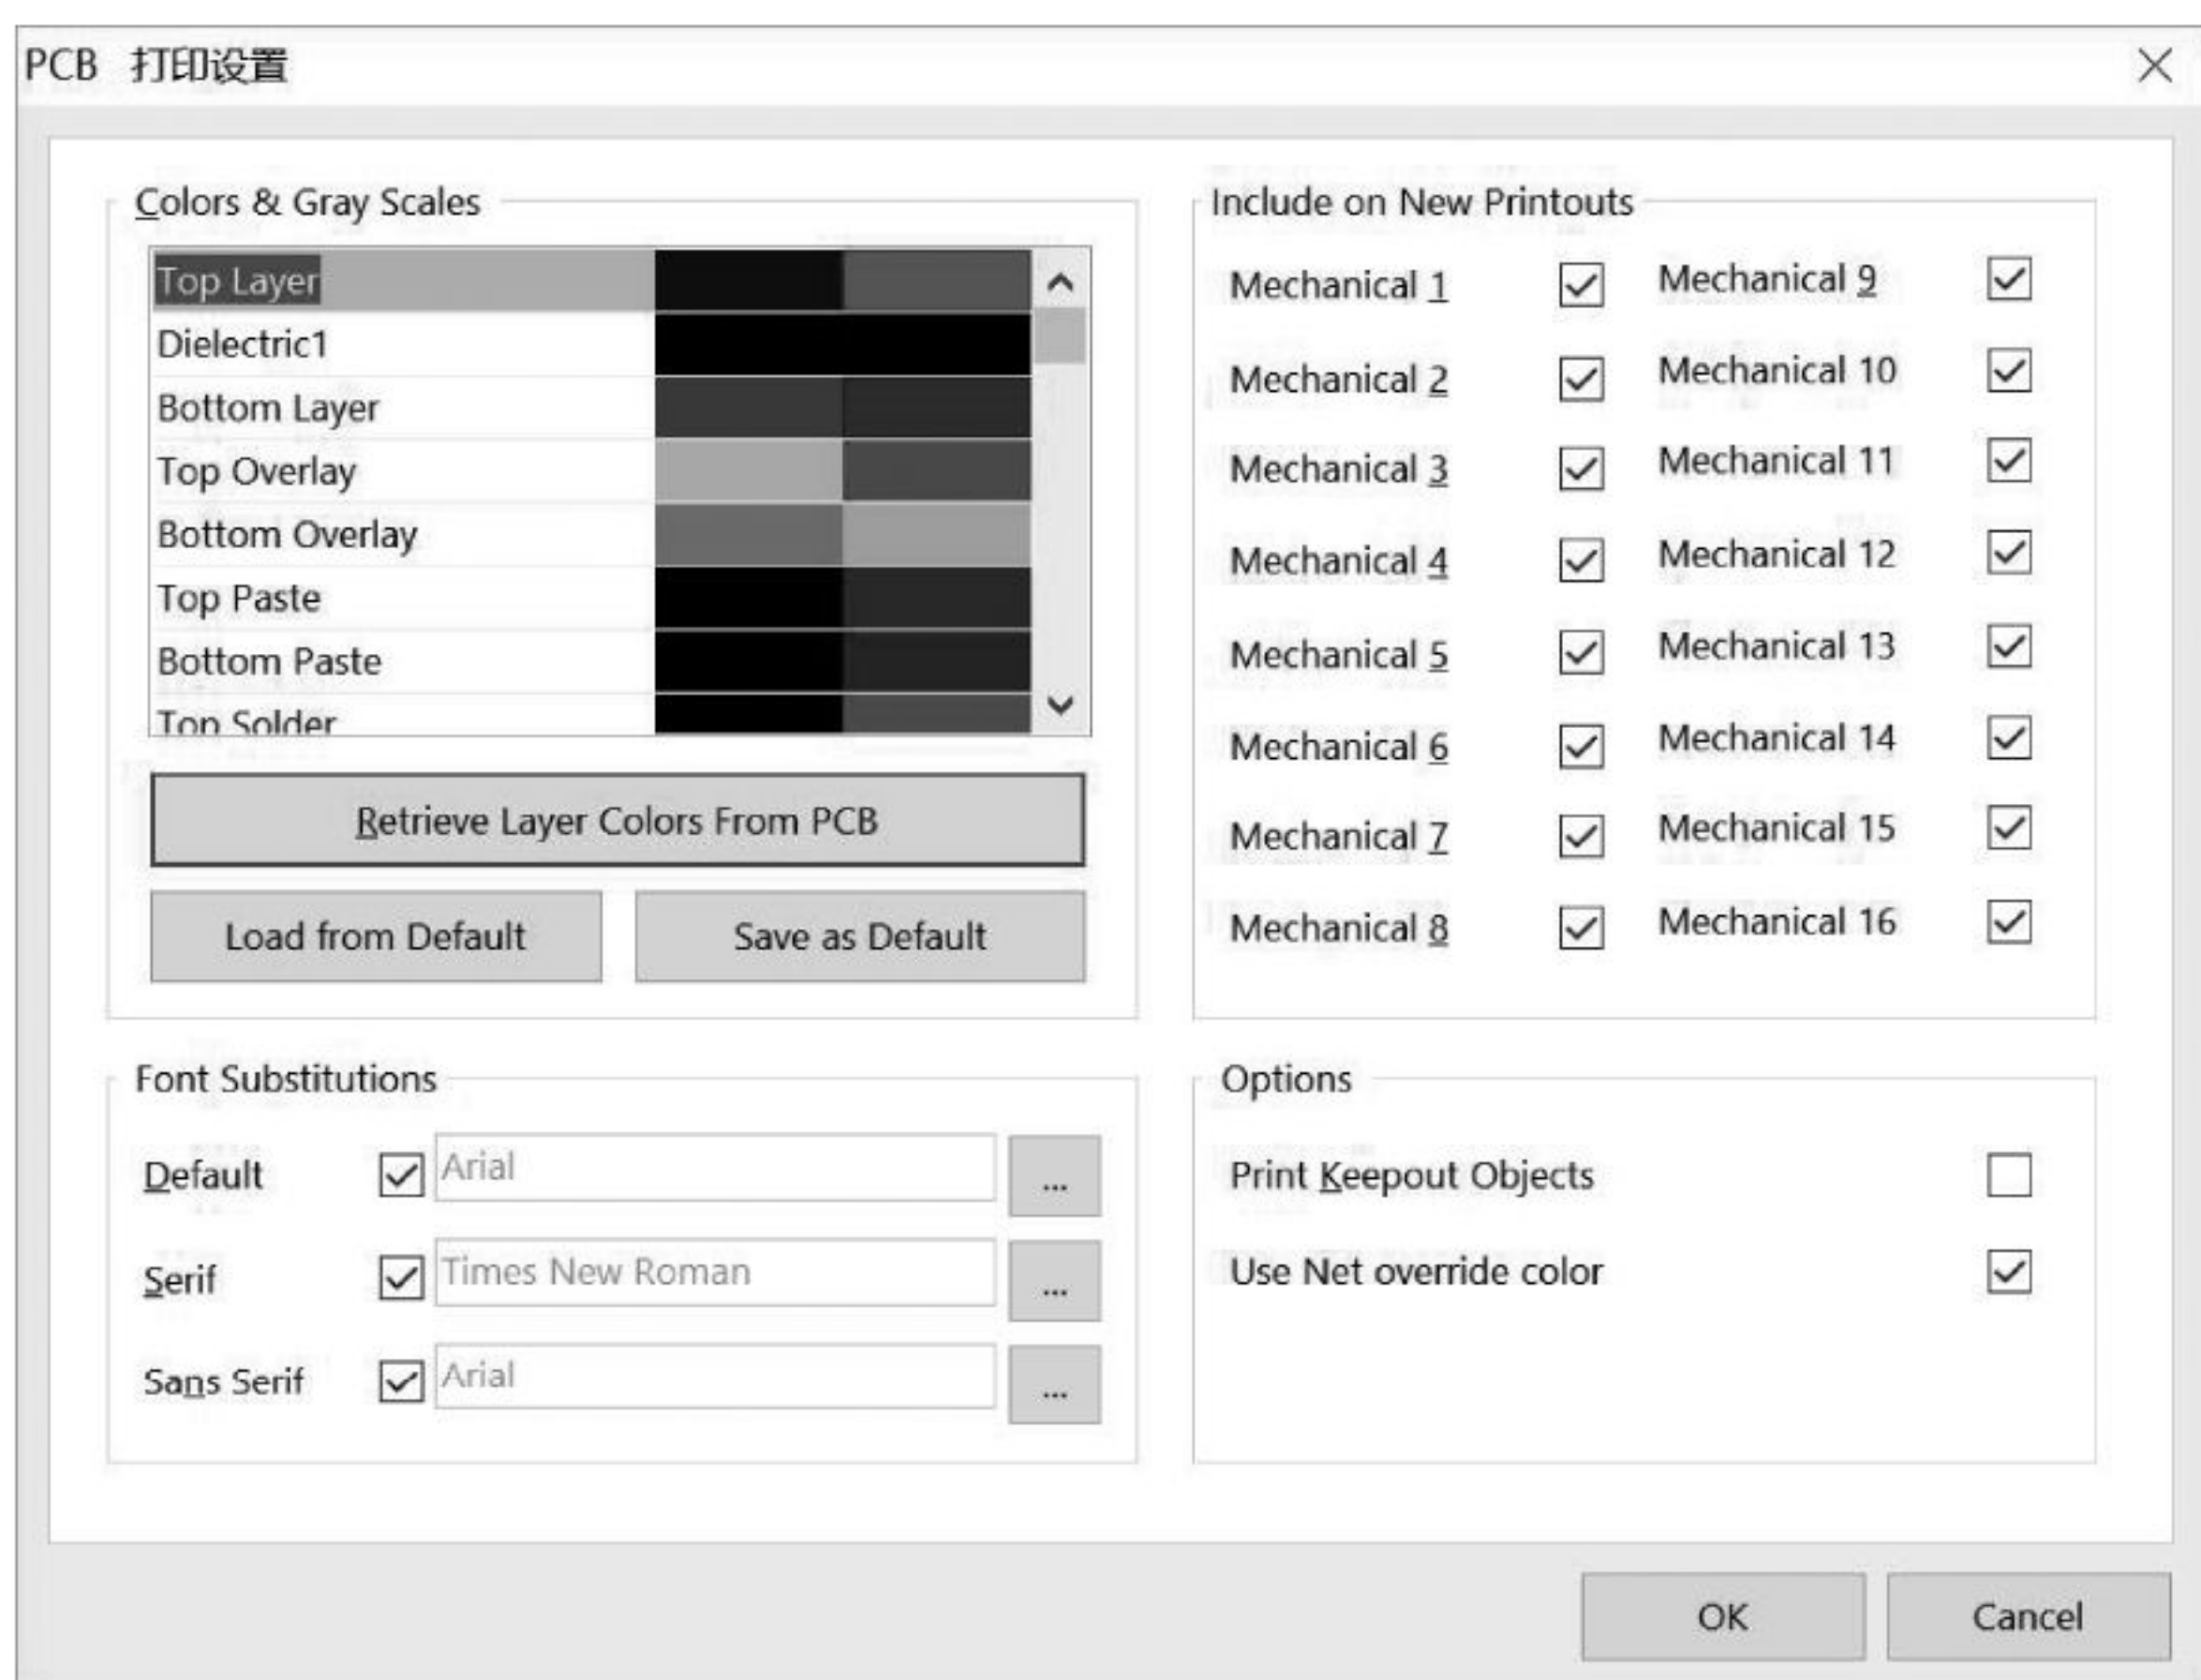 PCB 打印设置
Colors & Gray Scales
Top Layer
Dielectric1
Bottom Layer
Top Overlay
Bottom Overlay
Top Paste
Bottom Paste
Top Solder
Retrieve Layer Colors From PCB
Load from Default Save as Default
Include on New Printouts
Mechanical 1 Mechanical 9
Mechanical 2 Mechanical 10
Mechanical 3 Mechanical 11
Mechanical 4 Mechanical 12
Mechanical 5 Mechanical 13
Mechanical 6 Mechanical 14
Mechanical 7 Mechanical 15
Mechanical 8 Mechanical 16
Font Substitutions
Default Arial ...
Serif Times New Roman ...
Sans Serif Arial ...
Options
Print Keepout Objects
Use Net override color
OK Cancel